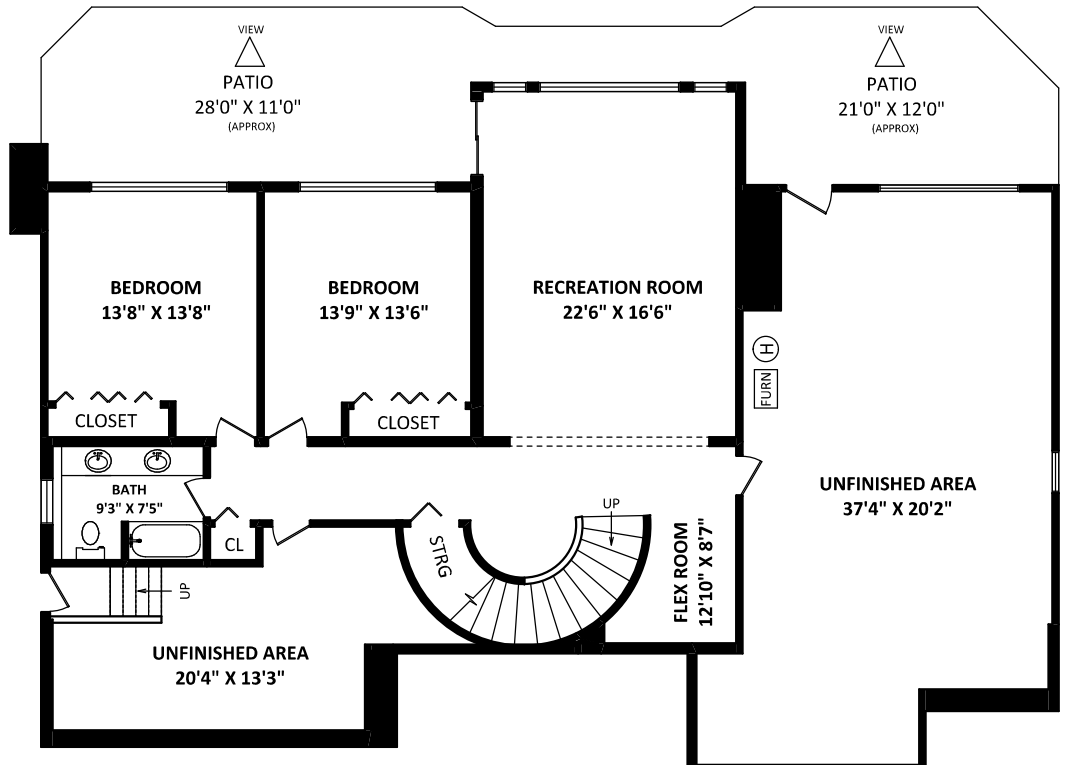 VIEW
PATIO
28'0" X 11'0"
(APPROX)
VIEW
PATIO
21'0" X 12'0"
(APPROX)
BEDROOM
13'8" X 13'8"
BEDROOM
13'9" X 13'6"
RECREATION ROOM
22'6" X 16'6"
H
FURN
CLOSET
CLOSET
BATH
9'3" X 7'5"
UNFINISHED AREA
37'4" X 20'2"
UP
CL
STRG
FLEX ROOM
12'10" X 8'7"
UP
UNFINISHED AREA
20'4" X 13'3"